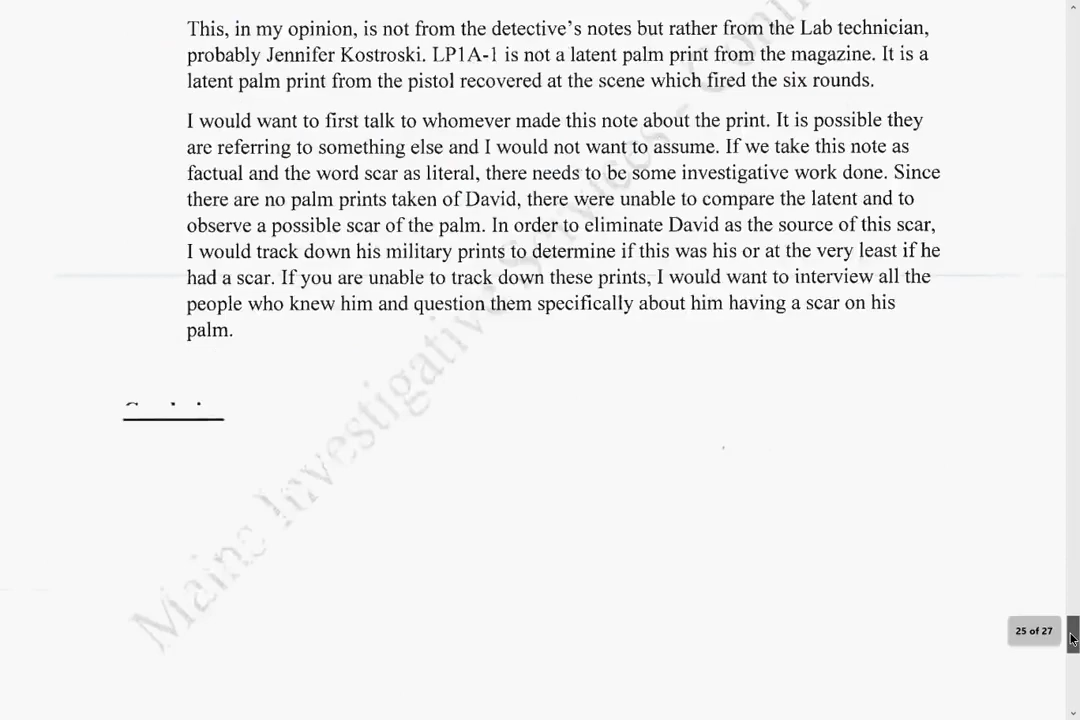 This, in my opinion, is not from the detective's notes but rather from the Lab technician,
probably Jennifer Kostroski. LP1A-1 is not a latent palm print from the magazine. It is a
latent palm print from the pistol recovered at the scene which fired the six rounds.
I would want to first talk to whomever made this note about the print. It is possible they
are referring to something else and I would not want to assume. If we take this note as
factual and the word scar as literal, there needs to be some investigative work done. Since
there are no palm prints taken of David, there were unable to compare the latent and to
observe a possible scar of the palm. In order to eliminate David as the source of this scar,
I would track down his military prints to determine if this was his or at the very least if he
had a scar. If you are unable to track down these prints, I would want to interview all the
people who knew him and question them specifically about him having a scar on his
palm.
Maine Investigative Services -
25 of 27